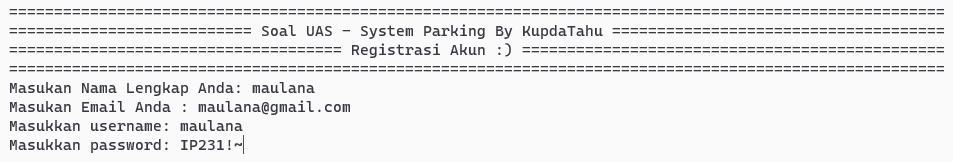 ========================================================================================================
=========================== Soal UAS - System Parking By KupdaTahu =====================================
===================================== Registrasi Akun :) ===============================================
========================================================================================================
Masukan Nama Lengkap Anda: maulana
Masukan Email Anda : maulana@gmail.com
Masukkan username: maulana
Masukkan password: IP231!~